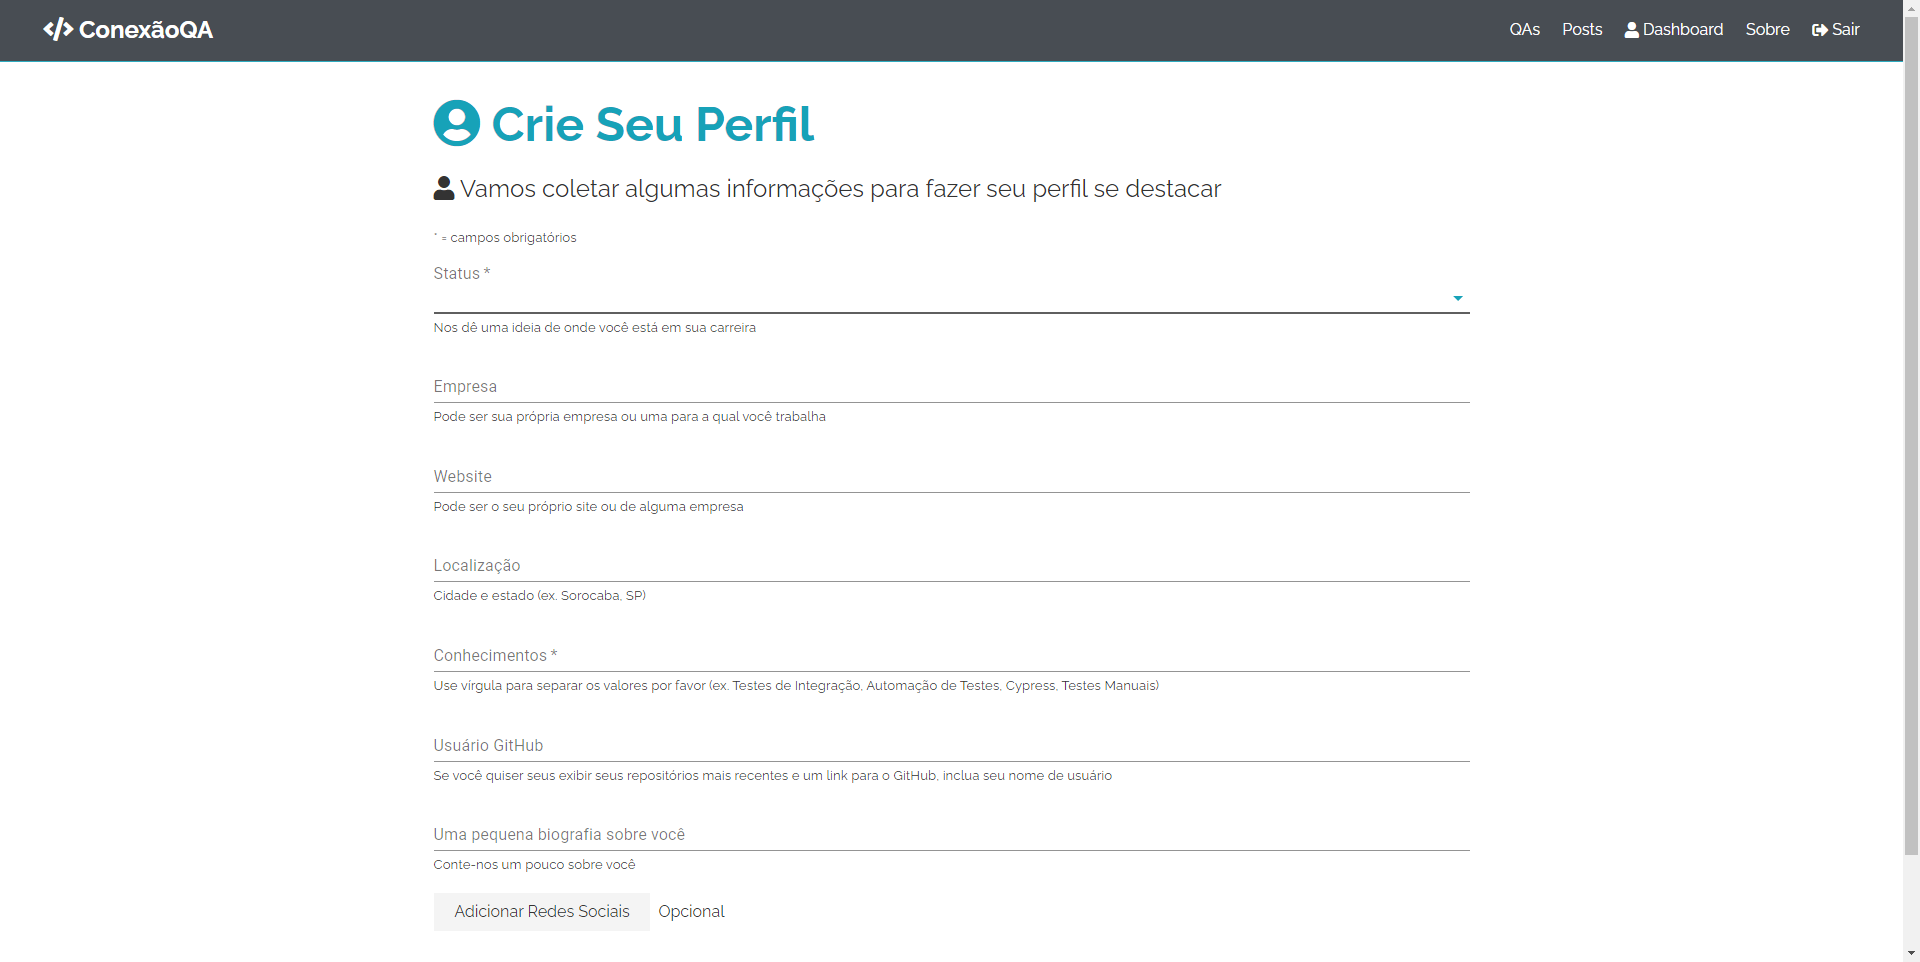 ConexãoQA
QAs Posts Dashboard Sobre Sair
Crie Seu Perfil
Vamos coletar algumas informações para fazer seu perfil se destacar
* = campos obrigatórios
Status *
Nos dê uma ideia de onde você está em sua carreira
Empresa
Pode ser sua própria empresa ou uma para a qual você trabalha
Website
Pode ser o seu próprio site ou de alguma empresa
Localização
Cidade e estado (ex. Sorocaba, SP)
Conhecimentos *
Use vírgula para separar os valores por favor (ex. Testes de Integração, Automação de Testes, Cypress, Testes Manuais)
Usuário GitHub
Se você quiser seus exibir seus repositórios mais recentes e um link para o GitHub, inclua seu nome de usuário
Uma pequena biografia sobre você
Conte-nos um pouco sobre você
Adicionar Redes Sociais Opcional